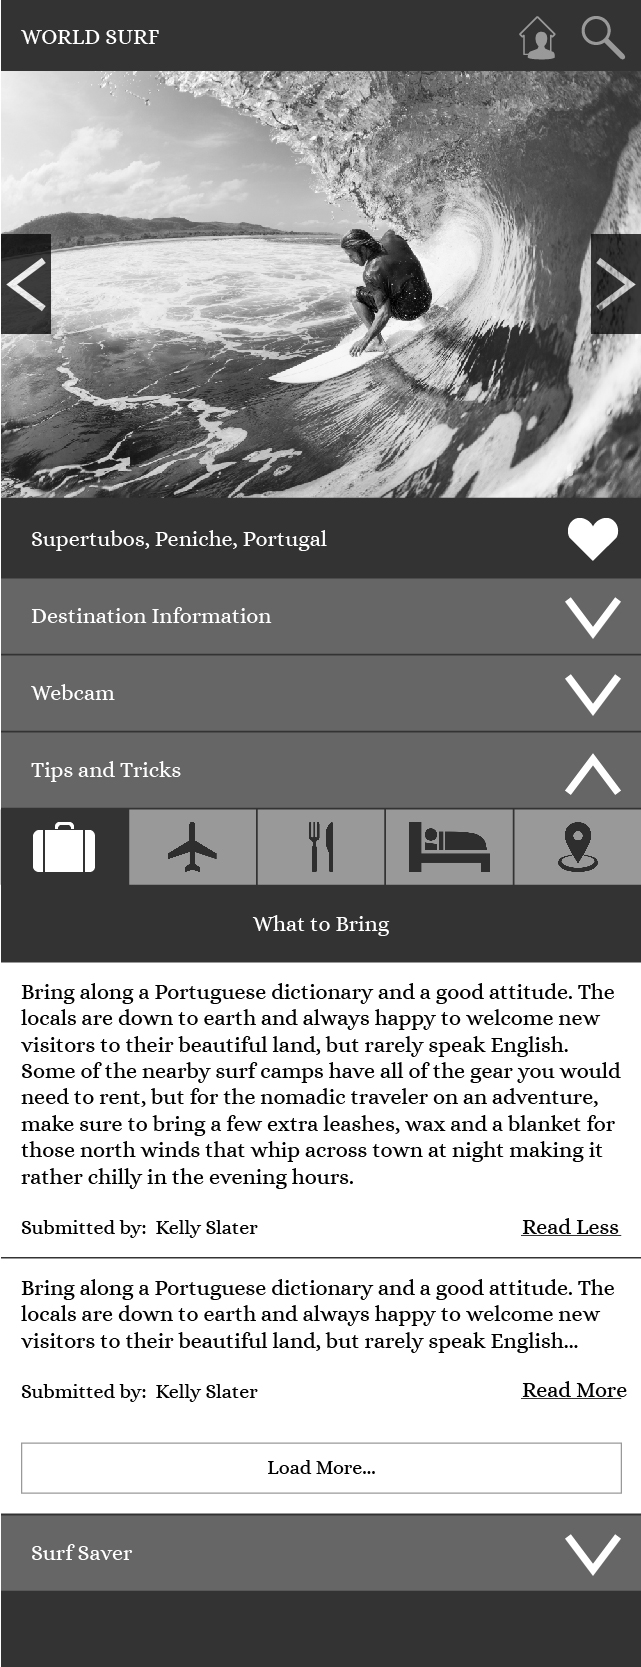 WORLD SURF
Supertubos, Peniche, Portugal
Destination Information
Webcam
Tips and Tricks
What to Bring
Bring along a Portuguese dictionary and a good attitude. The
locals are down to earth and always happy to welcome new
visitors to their beautiful land, but rarely speak English.
Some of the nearby surf camps have all of the gear you would
need to rent, but for the nomadic traveler on an adventure,
make sure to bring a few extra leashes, wax and a blanket for
those north winds that whip across town at night making it
rather chilly in the evening hours.
Submitted by: Kelly Slater Read Less
Bring along a Portuguese dictionary and a good attitude. The
locals are down to earth and always happy to welcome new
visitors to their beautiful land, but rarely speak English...
Submitted by: Kelly Slater Read More
Load More...
Surf Saver